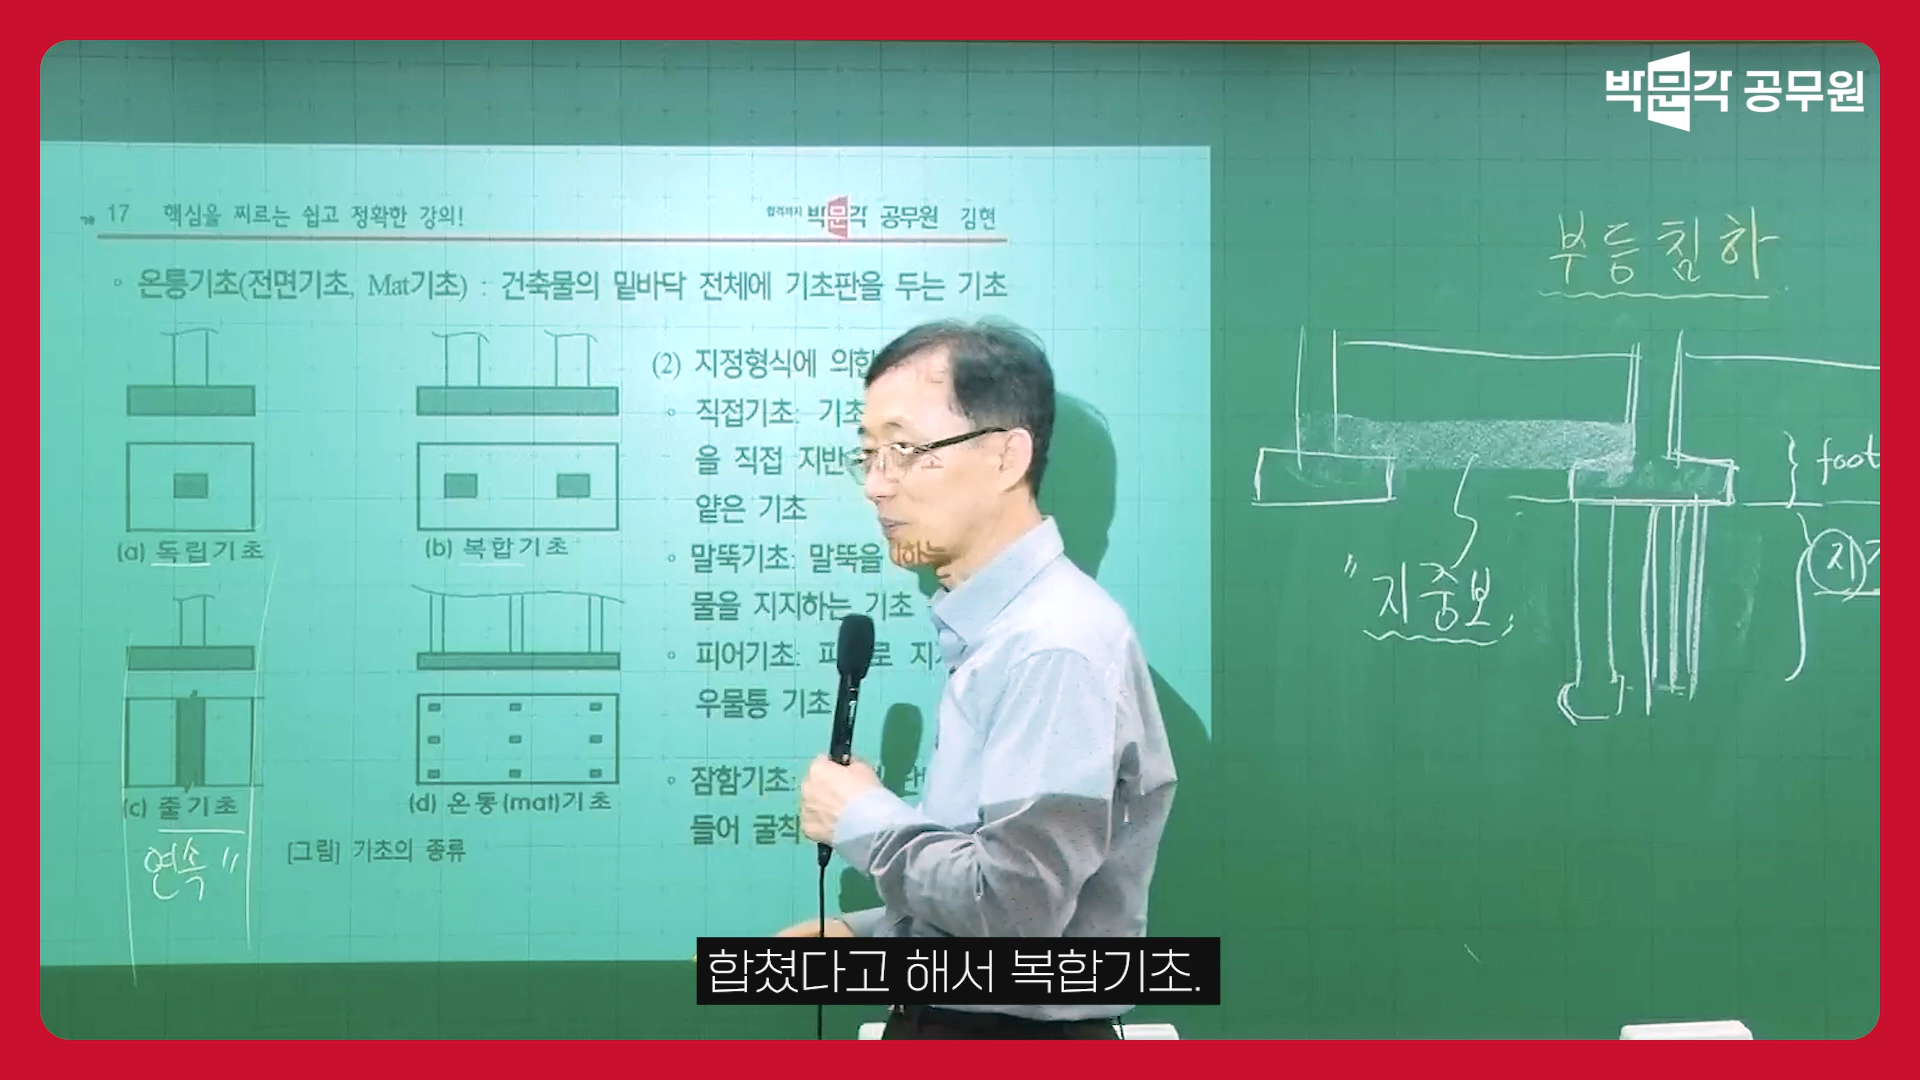 박문각 공무원
17 핵심을 찌르는 쉽고 정확한 강의!
합격까지 박문각 공무원 김현
◦ 온통기초(전면기초, Mat기초) : 건축물의 밑바닥 전체에 기초판을 두는 기초
(a) 독립기초
(b) 복합기초
(c) 줄기초
(d) 온통(mat)기초
연속 〃
[그림] 기초의 종류
(2) 지정형식에 의한
◦ 직접기초: 기초
을 직접 지반
얕은 기초
◦ 말뚝기초: 말뚝을
물을 지지하는 기초
◦ 피어기초: 피 로 지
우물통 기초
◦ 잠함기초:
들어 굴착
부등침하
foot
"지중보"
지
합쳤다고 해서 복합기초.